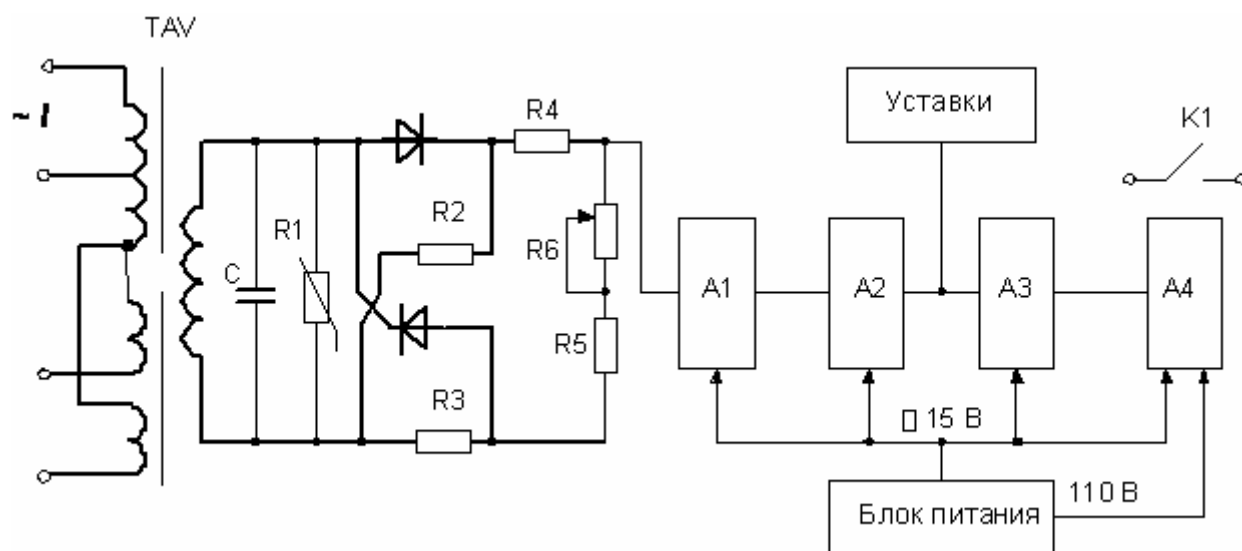 TAV
~ I
R4
Уставки
K1
R2
R1
R6
C
A1
A2
A3
A4
R5
R3
▯ 15 В
110 В
Блок питания